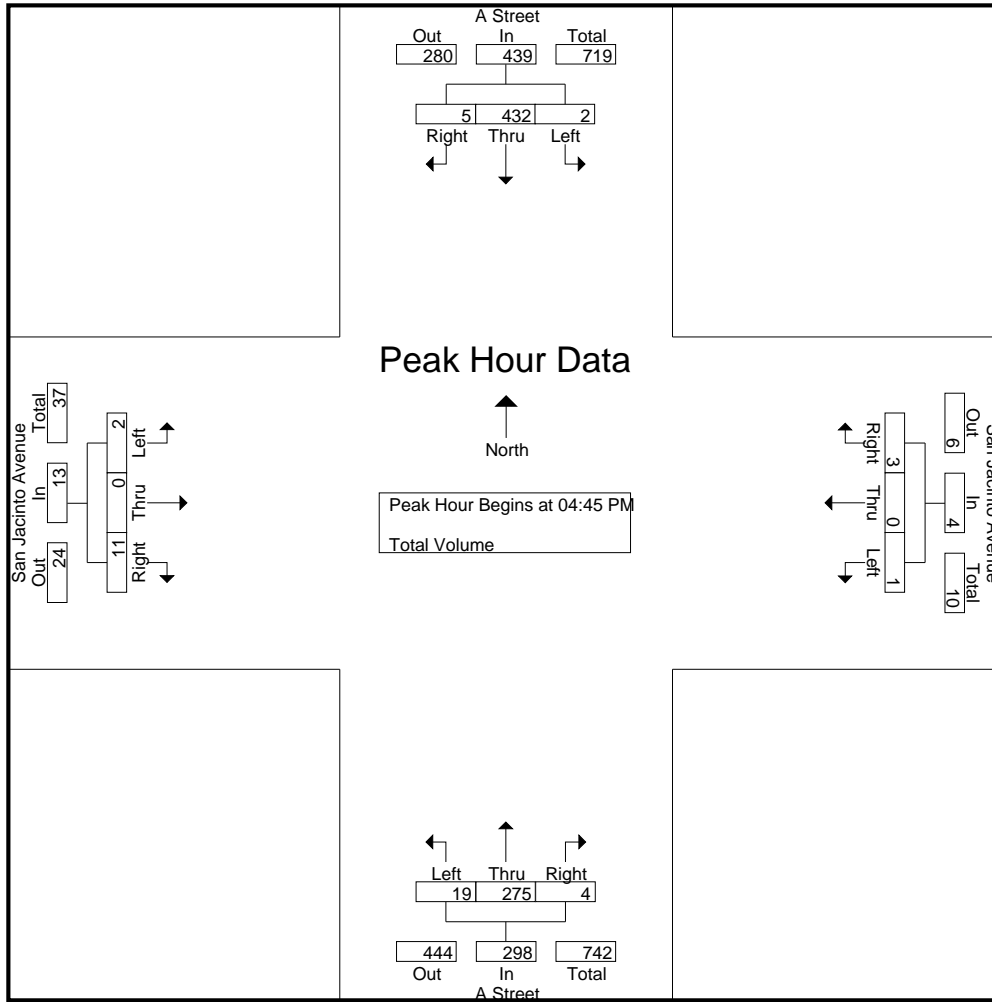 A Street
Out In Total
280 439 719
5 432 2
Right Thru Left
Peak Hour Data
North
Peak Hour Begins at 04:45 PM
Total Volume
San Jacinto Avenue
Out In Total
24 13 37
Right Thru Left
11 0 2
San Jacinto Avenue
Out In Total
6 4 10
Right Thru Left
3 0 1
Left Thru Right
19 275 4
444 298 742
Out In Total
A Street